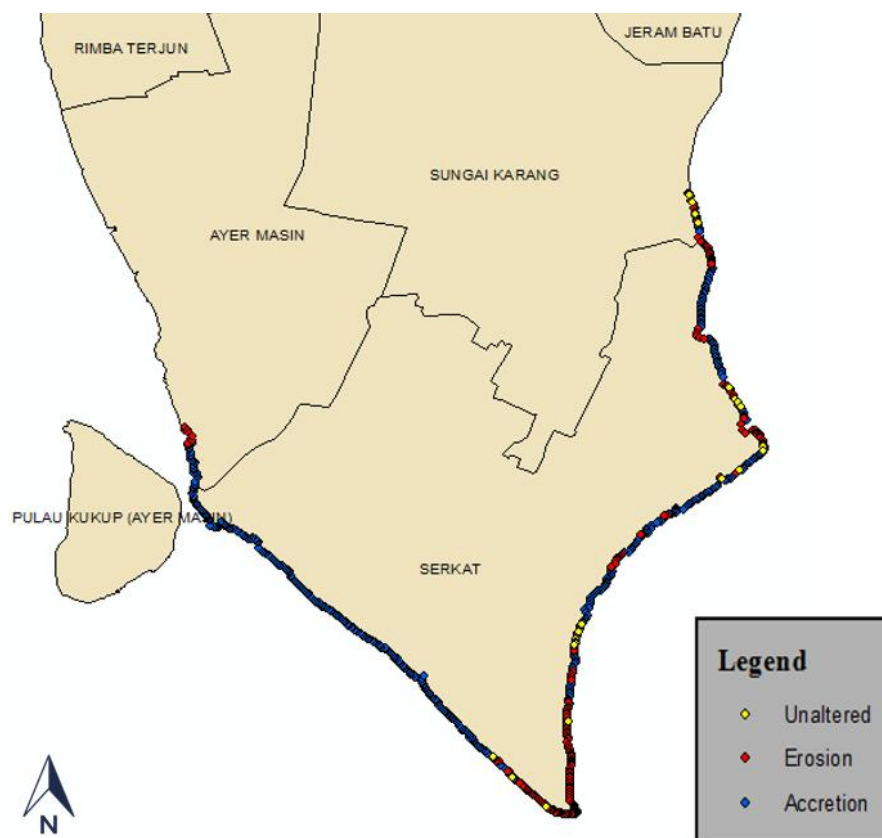 JERAM BATU
RIMBA TERJUN
SUNGAI KARANG
AYER MASIN
PULAU KUKUP (AYER MASIN)
SERKAT
Legend
Unaltered
Erosion
Accretion
N